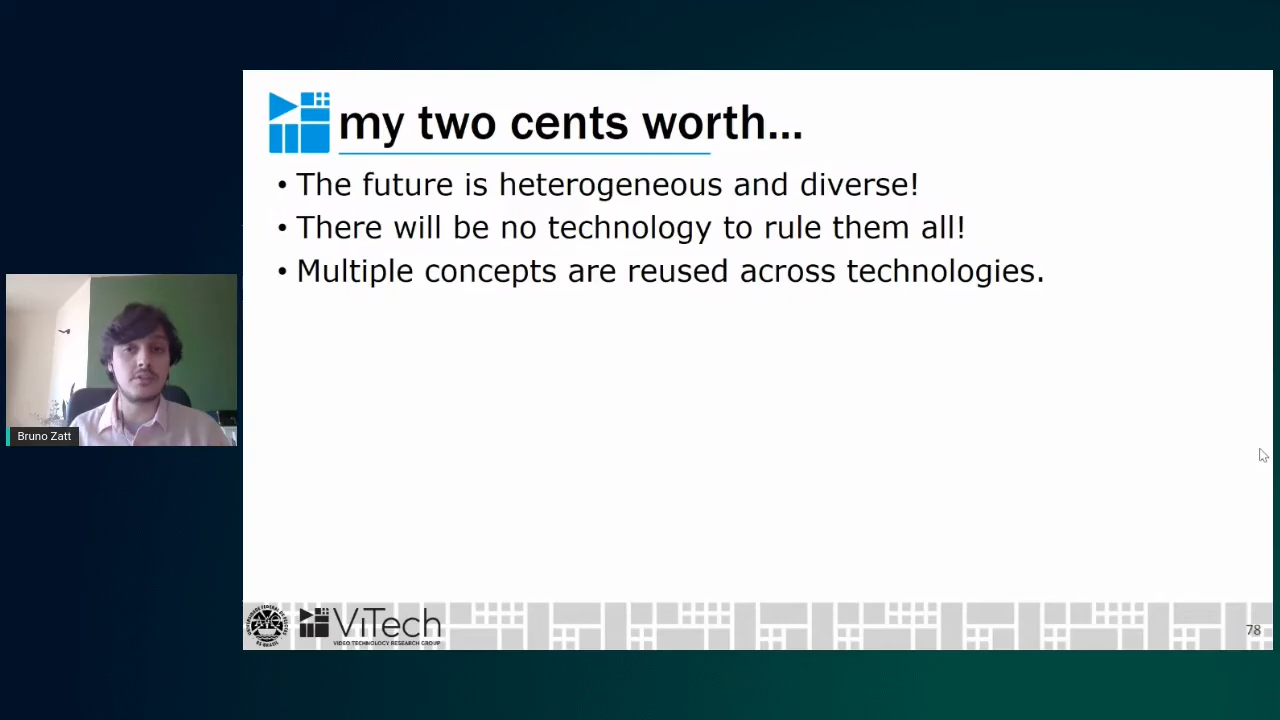 my two cents worth...
• The future is heterogeneous and diverse!
• There will be no technology to rule them all!
• Multiple concepts are reused across technologies.
Bruno Zatt
ViTech
VIDEO TECHNOLOGY RESEARCH GROUP
78